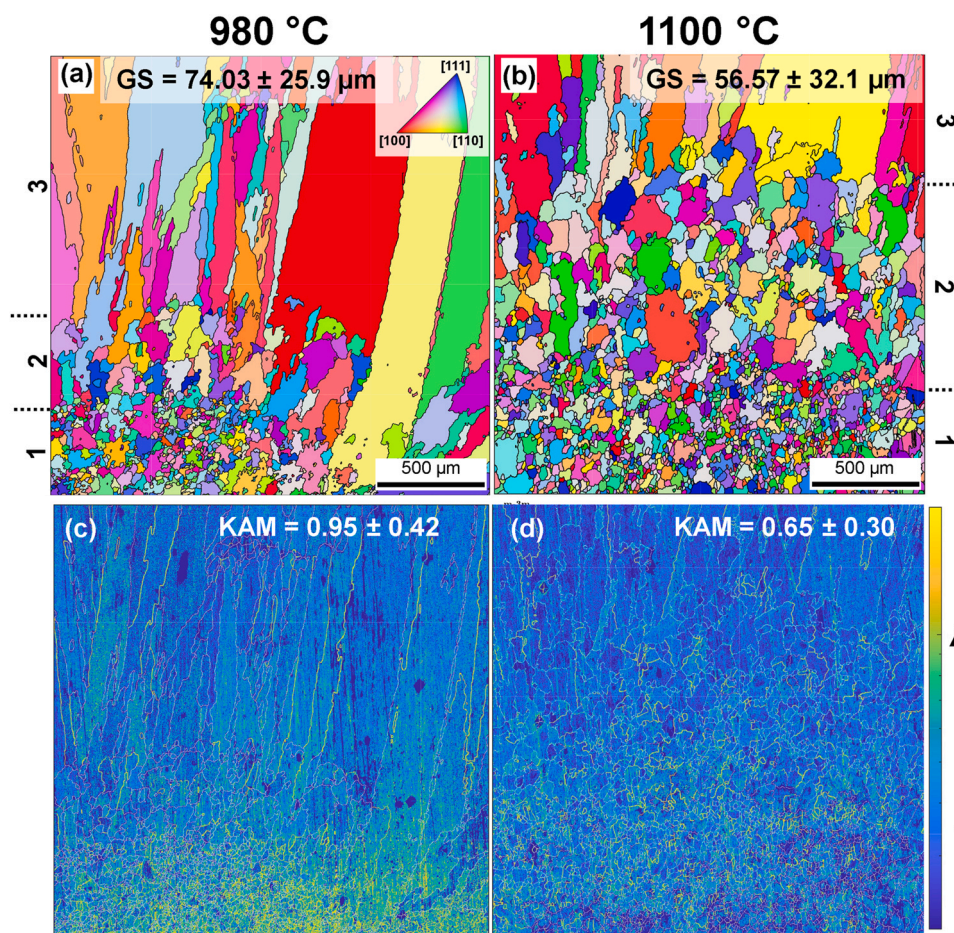 980 °C
1100 °C
(a)
GS = 74.03 ± 25.9 µm
[111]
[100]
[110]
3
2
1
500 µm
(b)
GS = 56.57 ± 32.1 µm
3
2
1
500 µm
(c)
KAM = 0.95 ± 0.42
(d)
KAM = 0.65 ± 0.30